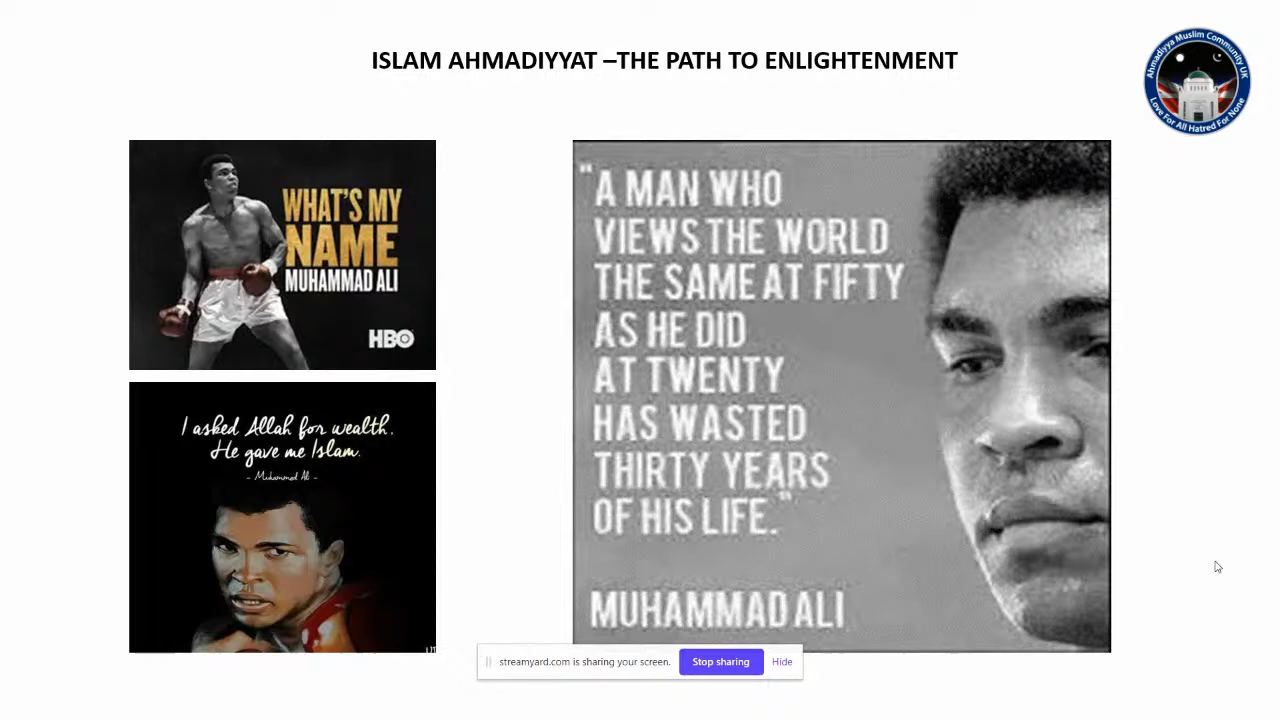 ISLAM AHMADIYYAT –THE PATH TO ENLIGHTENMENT
Ahmadiyya Muslim Community UK
Love For All Hatred For None
WHAT'S MY
NAME
MUHAMMAD ALI
HBO
I asked Allah for wealth.
He gave me Islam.
- Muhammad Ali -
"A MAN WHO
VIEWS THE WORLD
THE SAME AT FIFTY
AS HE DID
AT TWENTY
HAS WASTED
THIRTY YEARS
OF HIS LIFE."
MUHAMMAD ALI
streamyard.com is sharing your screen.
Stop sharing
Hide